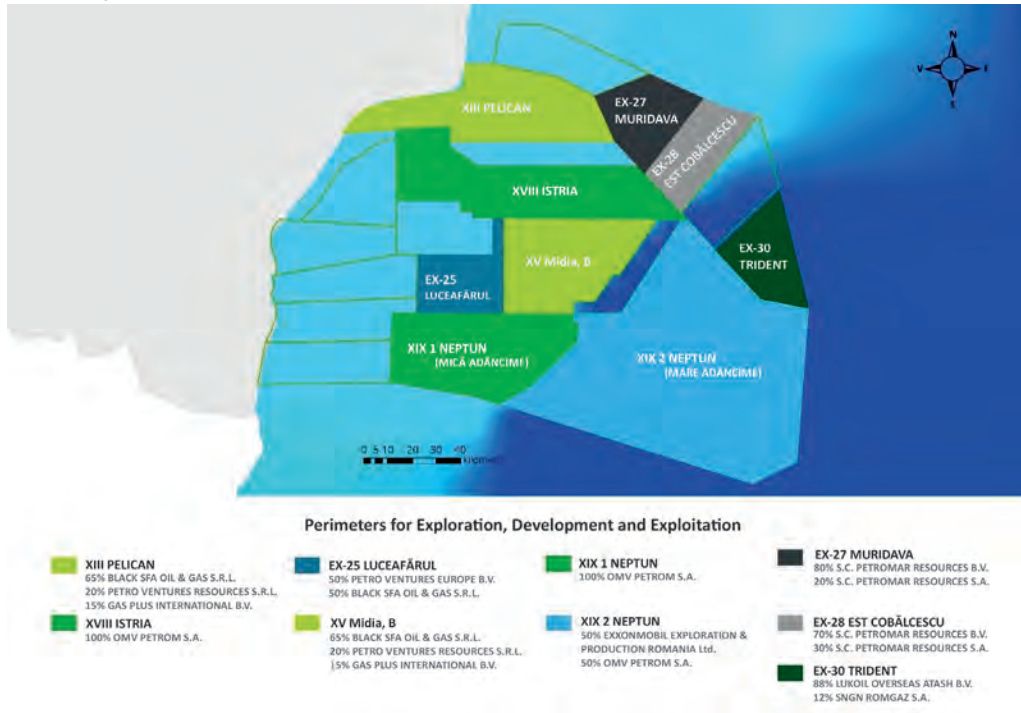 N
V
E
S
XIII PELICAN
EX-27
MURIDAVA
EX-28
EST COBĂLCESCU
XVIII ISTRIA
EX-30
TRIDENT
XV Midia, B
EX-25
LUCEAFĂRUL
XIX 1 NEPTUN
(MICĂ ADÂNCIME)
XIX 2 NEPTUN
(MARE ADÂNCIME)
0 5 10 20 30 40
Perimeters for Exploration, Development and Exploitation
XIII PELICAN
65% BLACK SFA OIL & GAS S.R.L.
20% PETRO VENTURES RESOURCES S.R.L.
15% GAS PLUS INTERNATIONAL B.V.
XVIII ISTRIA
100% OMV PETROM S.A.
EX-25 LUCEAFĂRUL
50% PETRO VENTURES EUROPE B.V.
50% BLACK SFA OIL & GAS S.R.L.
XV Midia, B
65% BLACK SFA OIL & GAS S.R.L.
20% PETRO VENTURES RESOURCES S.R.L.
|5% GAS PLUS INTERNATIONAL B.V.
XIX 1 NEPTUN
100% OMV PETROM S.A.
XIX 2 NEPTUN
50% EXXONMOBIL EXPLORATION &
PRODUCTION ROMANIA Ltd.
50% OMV PETROM S.A.
EX-27 MURIDAVA
80% S.C. PETROMAR RESOURCES B.V.
20% S.C. PETROMAR RESOURCES S.A.
EX-28 EST COBĂLCESCU
70% S.C. PETROMAR RESOURCES B.V.
30% S.C. PETROMAR RESOURCES S.A.
EX-30 TRIDENT
88% LUKOIL OVERSEAS ATASH B.V.
12% SNGN ROMGAZ S.A.